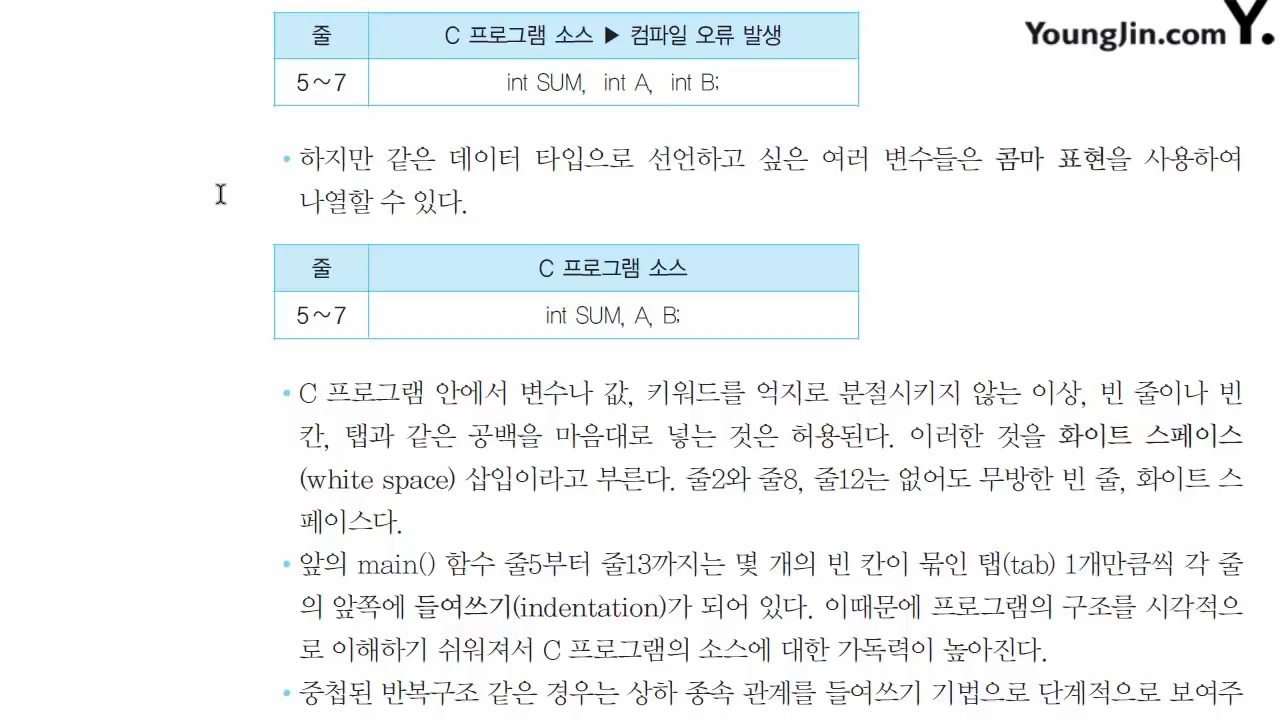 YoungJin.com Y.
줄 C 프로그램 소스 ▶ 컴파일 오류 발생
5~7 int SUM, int A, int B;
• 하지만 같은 데이터 타입으로 선언하고 싶은 여러 변수들은 콤마 표현을 사용하여
나열할 수 있다.
줄 C 프로그램 소스
5~7 int SUM, A, B;
• C 프로그램 안에서 변수나 값, 키워드를 억지로 분절시키지 않는 이상, 빈 줄이나 빈
칸, 탭과 같은 공백을 마음대로 넣는 것은 허용된다. 이러한 것을 화이트 스페이스
(white space) 삽입이라고 부른다. 줄2와 줄8, 줄12는 없어도 무방한 빈 줄, 화이트 스
페이스다.
• 앞의 main() 함수 줄5부터 줄13까지는 몇 개의 빈 칸이 묶인 탭(tab) 1개만큼씩 각 줄
의 앞쪽에 들여쓰기(indentation)가 되어 있다. 이때문에 프로그램의 구조를 시각적으
로 이해하기 쉬워져서 C 프로그램의 소스에 대한 가독력이 높아진다.
• 중첩된 반복구조 같은 경우는 상하 종속 관계를 들여쓰기 기법으로 단계적으로 보여주